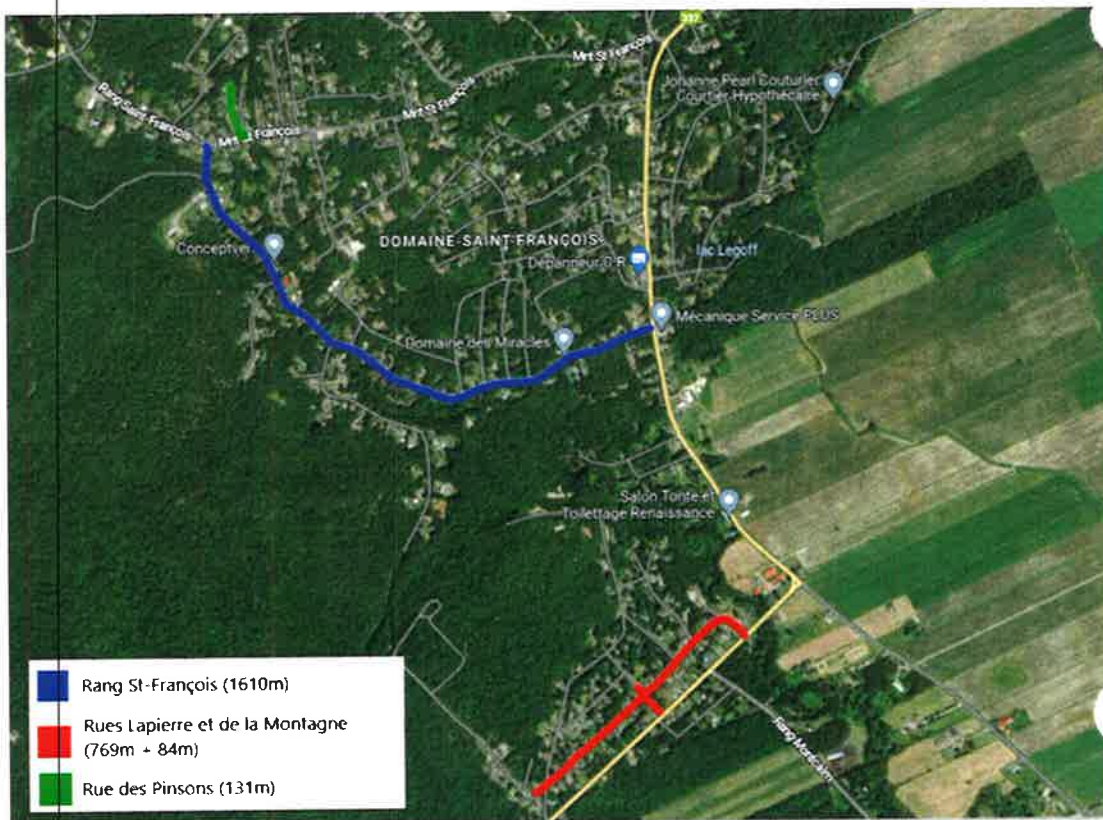 337
Mnt St François
Johanne Pearl Couturier
Courtier Hypothécaire
Rang Saint-François
Mnt St François
Mnt St François
Conceptvei
DOMAINE-SAINT-FRANÇOIS
Dépanneur C R
lac Legoff
Mécanique Service PLUS
Domaine des Miracles
Salon Tonte et
Toilettage Renaissance
Rang Montcalm
Rang St-François (1610m)
Rues Lapierre et de la Montagne
(769m + 84m)
Rue des Pinsons (131m)